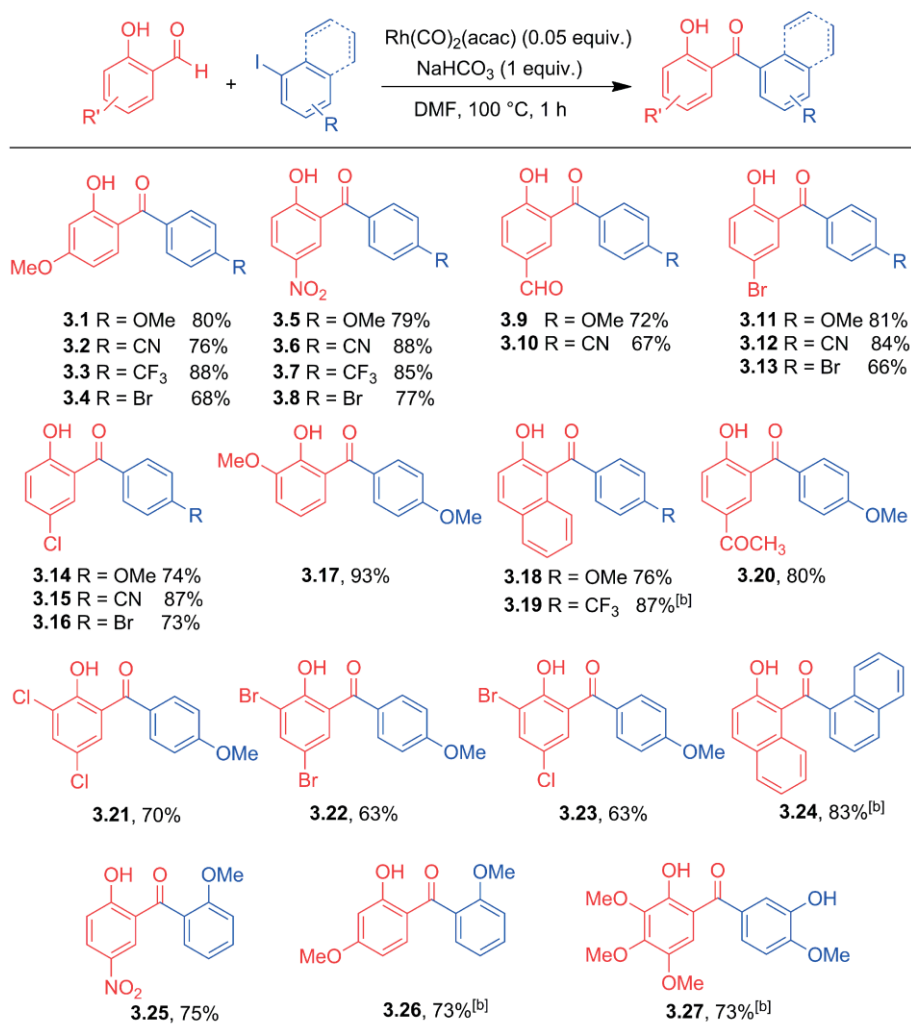 OH O H R' + I R Rh(CO)₂(acac) (0.05 equiv.) OH O R' R
NaHCO₃ (1 equiv.)
DMF, 100 °C, 1 h
OH O MeO R
3.1 R = OMe 80%
3.2 R = CN 76%
3.3 R = CF₃ 88%
3.4 R = Br 68%
OH O NO₂ R
3.5 R = OMe 79%
3.6 R = CN 88%
3.7 R = CF₃ 85%
3.8 R = Br 77%
OH O CHO R
3.9 R = OMe 72%
3.10 R = CN 67%
OH O Br R
3.11 R = OMe 81%
3.12 R = CN 84%
3.13 R = Br 66%
OH O Cl R
3.14 R = OMe 74%
3.15 R = CN 87%
3.16 R = Br 73%
MeO OH O OMe
3.17, 93%
OH O R
3.18 R = OMe 76%
3.19 R = CF₃ 87%[b]
OH O COCH₃ OMe
3.20, 80%
Cl OH O Cl OMe
3.21, 70%
Br OH O Br OMe
3.22, 63%
Br OH O Cl OMe
3.23, 63%
HO O
3.24, 83%[b]
OH O OMe NO₂
3.25, 75%
OH O OMe MeO
3.26, 73%[b]
OH O MeO MeO OMe OH OMe
3.27, 73%[b]